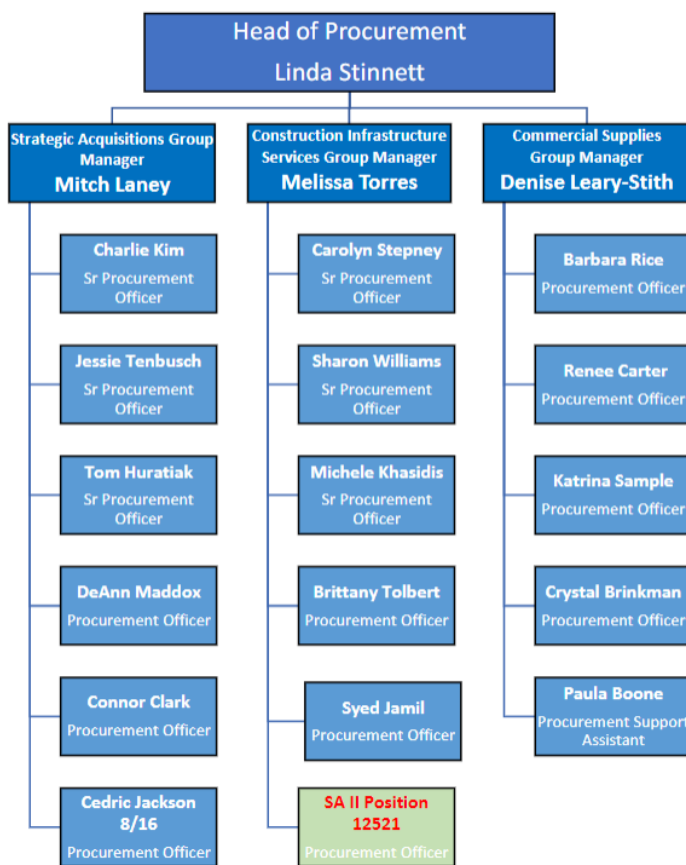 Head of Procurement
Linda Stinnett
Strategic Acquisitions Group
Manager
Mitch Laney
Charlie Kim
Sr Procurement
Officer
Jessie Tenbusch
Sr Procurement
Officer
Tom Huratiak
Sr Procurement
Officer
DeAnn Maddox
Procurement Officer
Connor Clark
Procurement Officer
Cedric Jackson
8/16
Procurement Officer
Construction Infrastructure
Services Group Manager
Melissa Torres
Carolyn Stepney
Sr Procurement
Officer
Sharon Williams
Sr Procurement
Officer
Michele Khasidis
Sr Procurement
Officer
Brittany Tolbert
Procurement Officer
Syed Jamil
Procurement Officer
SA II Position
12521
Procurement Officer
Commercial Supplies
Group Manager
Denise Leary-Stith
Barbara Rice
Procurement Officer
Renee Carter
Procurement Officer
Katrina Sample
Procurement Officer
Crystal Brinkman
Procurement Officer
Paula Boone
Procurement Support
Assistant